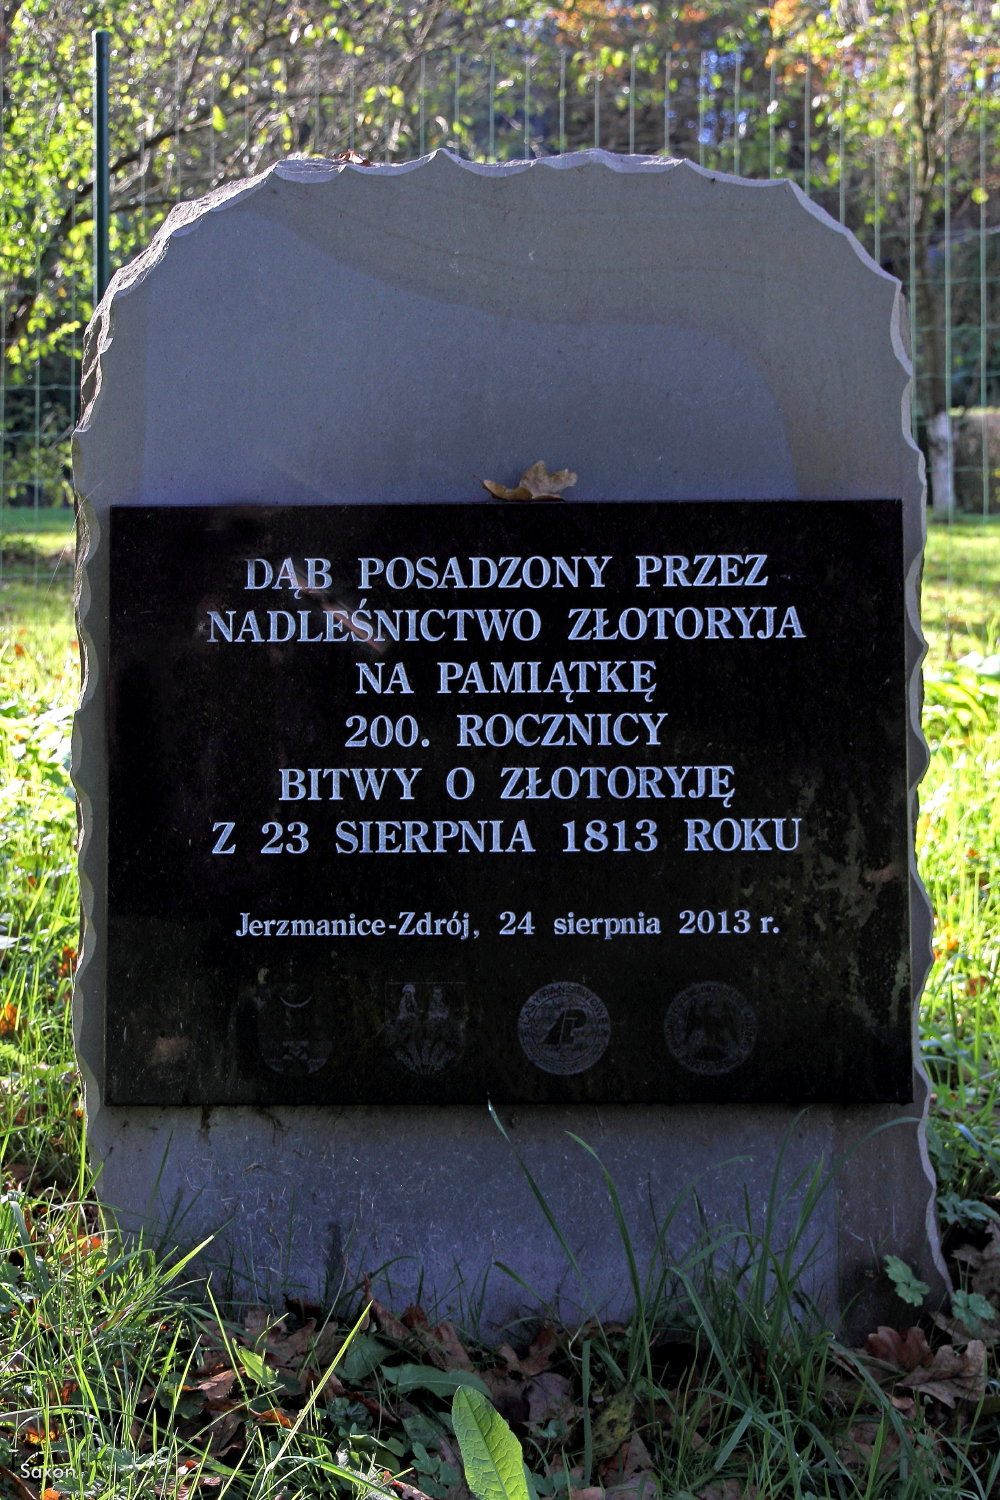 DĄB POSADZONY PRZEZ
NADLEŚNICTWO ZŁOTORYJA
NA PAMIĄTKĘ
200. ROCZNICY
BITWY O ZŁOTORYJĘ
Z 23 SIERPNIA 1813 ROKU
Jerzmanice-Zdrój, 24 sierpnia 2013 r.
Saxon